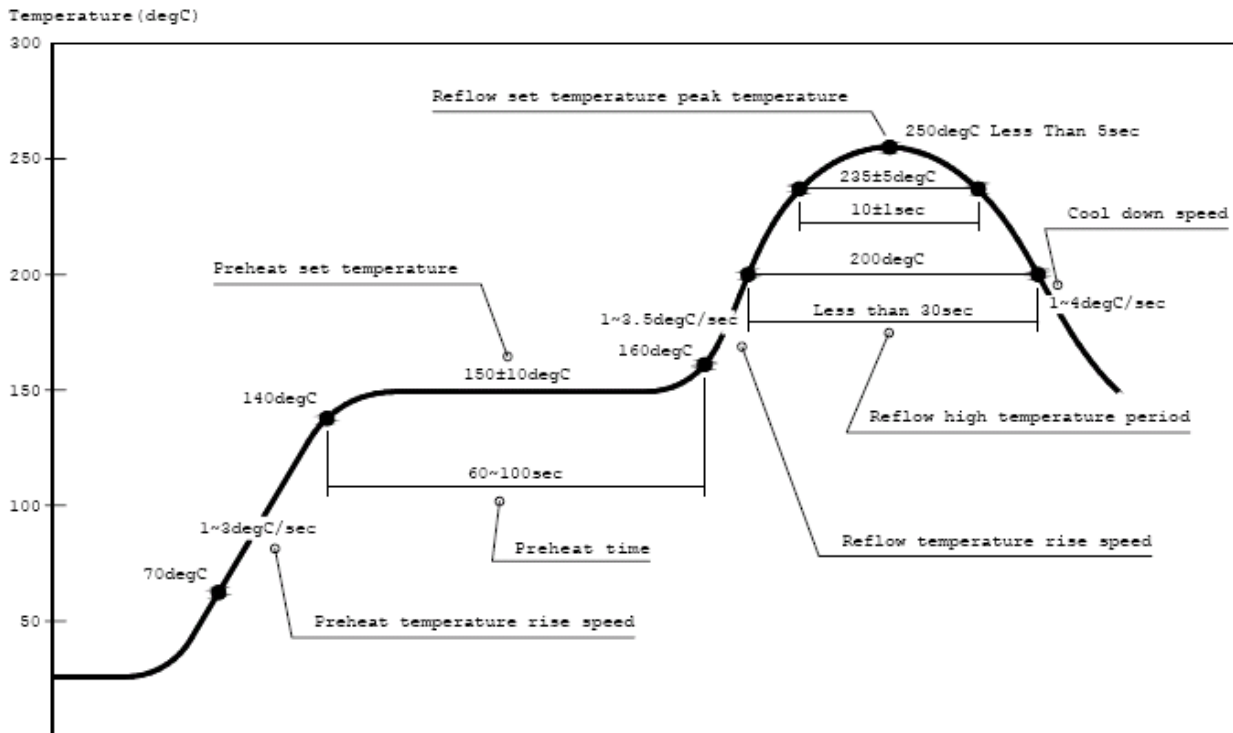 Temperature(degC)
300
Reflow set temperature peak temperature
250degC Less Than 5sec
250
235±5degC
10±1sec
Cool down speed
Preheat set temperature
200degC
200
1~4degC/sec
Less than 30sec
1~3.5degC/sec
160degC
150±10degC
150
140degC
Reflow high temperature period
60~100sec
100
1~3degC/sec
Preheat time
Reflow temperature rise speed
70degC
50
Preheat temperature rise speed